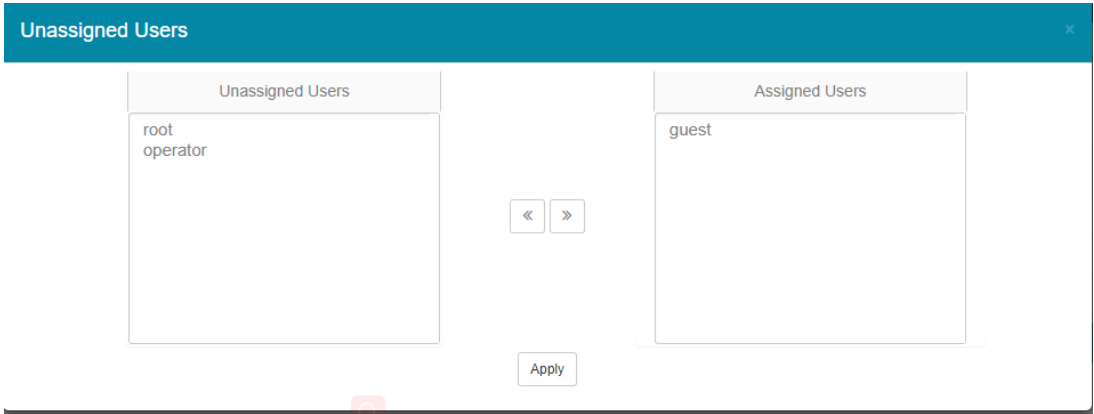 Unassigned Users
×
Unassigned Users
Assigned Users
root
operator
guest
« »
Apply